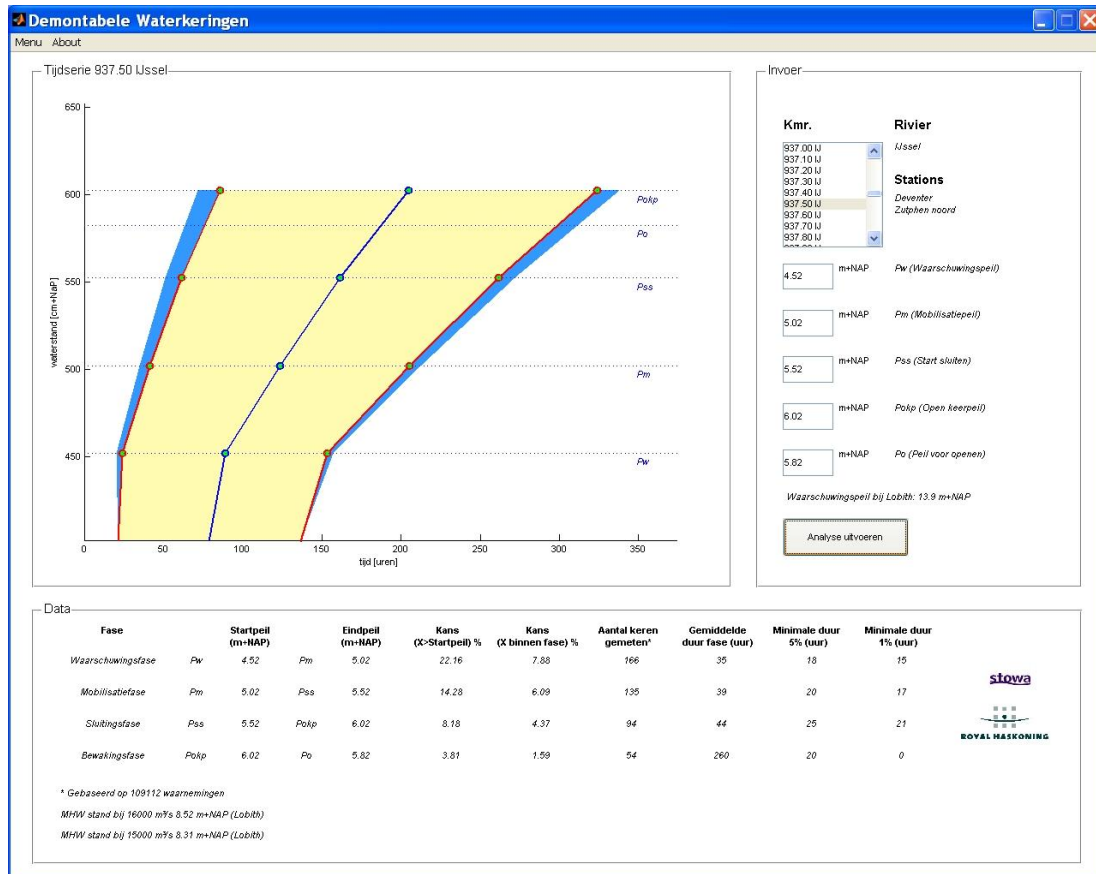 Demontabele Waterkeringen
Menu About
Tijdserie 937.50 IJssel
650
600
550
500
450
waterstand [cm+NaP]
Pokp
Po
Pss
Pm
Pw
0 50 100 150 200 250 300 350
tijd [uren]
Invoer
Kmr.
937.00 IJ
937.10 IJ
937.20 IJ
937.30 IJ
937.40 IJ
937.50 IJ
937.60 IJ
937.70 IJ
937.80 IJ
Rivier
IJssel
Stations
Deventer
Zutphen noord
4.52 m+NAP Pw (Waarschuwingspeil)
5.02 m+NAP Pm (Mobilisatiepeil)
5.52 m+NAP Pss (Start sluiten)
6.02 m+NAP Pokp (Open keerpeil)
5.82 m+NAP Po (Peil voor openen)
Waarschuwingspeil bij Lobith: 13.9 m+NAP
Analyse uitvoeren
Data
Fase Startpeil (m+NAP) Eindpeil (m+NAP) Kans (X>Startpeil) % Kans (X binnen fase) % Aantal keren gemeten* Gemiddelde duur fase (uur) Minimale duur 5% (uur) Minimale duur 1% (uur)
Waarschuwingsfase Pw 4.52 Pm 5.02 22.16 7.88 166 35 18 15
Mobilisatiefase Pm 5.02 Pss 5.52 14.28 6.09 135 39 20 17
Sluitingsfase Pss 5.52 Pokp 6.02 8.18 4.37 94 44 25 21
Bewakingsfase Pokp 6.02 Po 5.82 3.81 1.59 54 260 20 0
* Gebaseerd op 109112 waarnemingen
MHW stand bij 16000 m³/s 8.52 m+NAP (Lobith)
MHW stand bij 15000 m³/s 8.31 m+NAP (Lobith)
stowa
ROYAL HASKONING